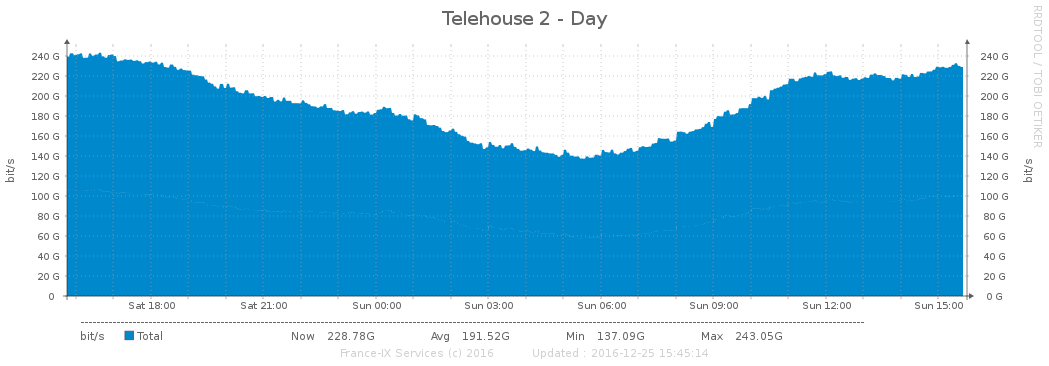 Telehouse 2 - Day
RRDTOOL / TOBI OETIKER
bit/s
240 G 240 G
220 G 220 G
200 G 200 G
180 G 180 G
160 G 160 G
140 G 140 G
120 G 120 G
100 G 100 G
80 G 80 G
60 G 60 G
40 G 40 G
20 G 20 G
0 0 G
bit/s
Sat 18:00 Sat 21:00 Sun 00:00 Sun 03:00 Sun 06:00 Sun 09:00 Sun 12:00 Sun 15:00
bit/s Total Now 228.78G Avg 191.52G Min 137.09G Max 243.05G
France-IX Services (c) 2016 Updated : 2016-12-25 15:45:14